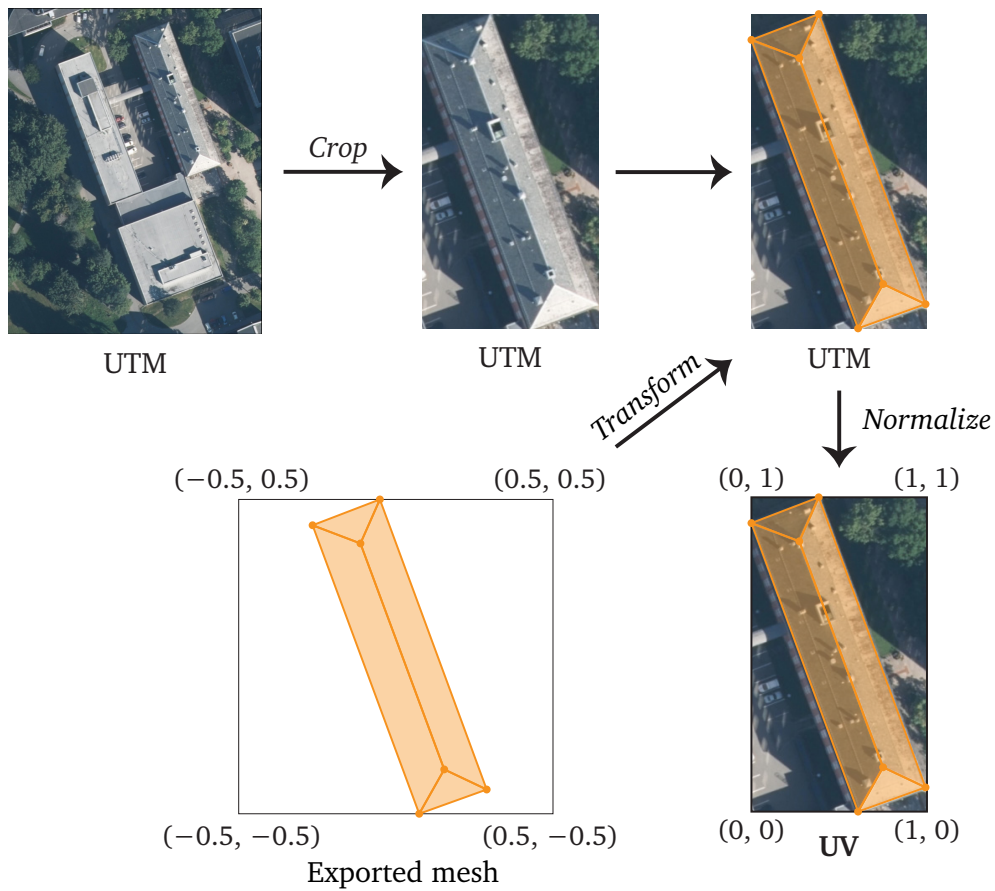 Crop
UTM
UTM
UTM
Transform
Normalize
(−0.5, 0.5)
(0.5, 0.5)
(0, 1)
(1, 1)
(−0.5, −0.5)
(0.5, −0.5)
(0, 0)
(1, 0)
UV
Exported mesh